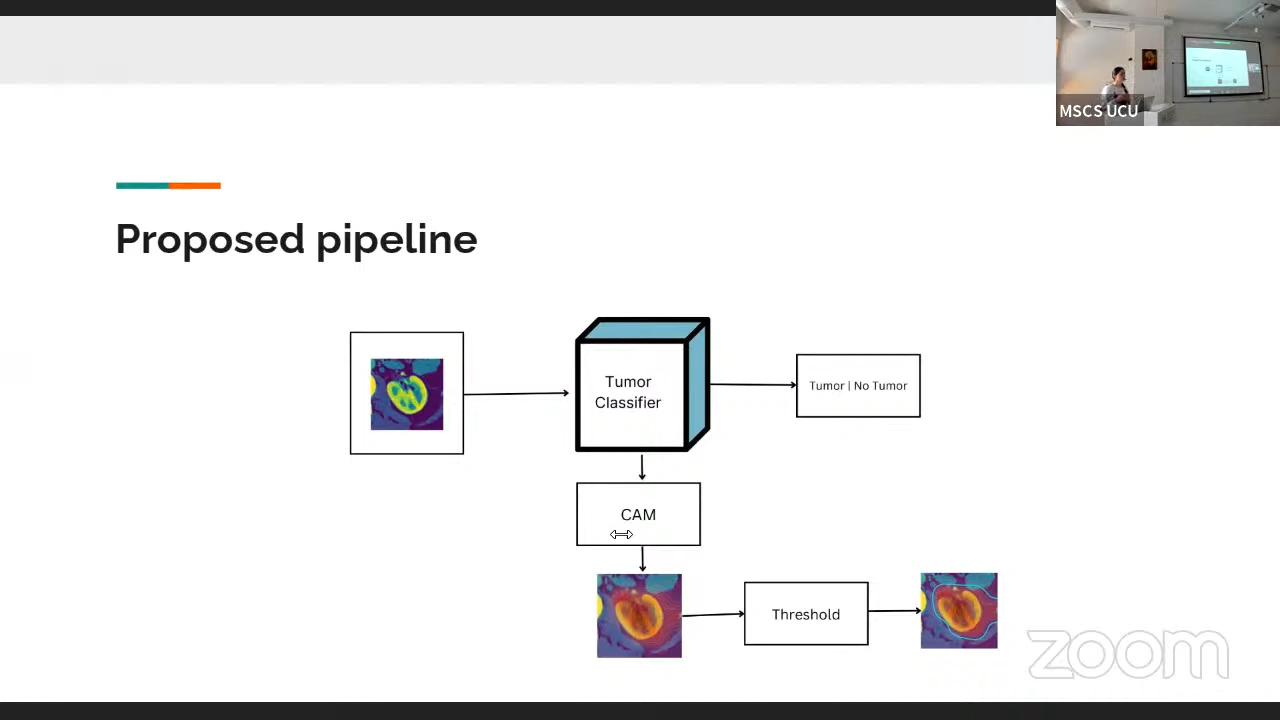 MSCS UCU
Proposed pipeline
Tumor
Classifier
Tumor | No Tumor
CAM
Threshold
zoom